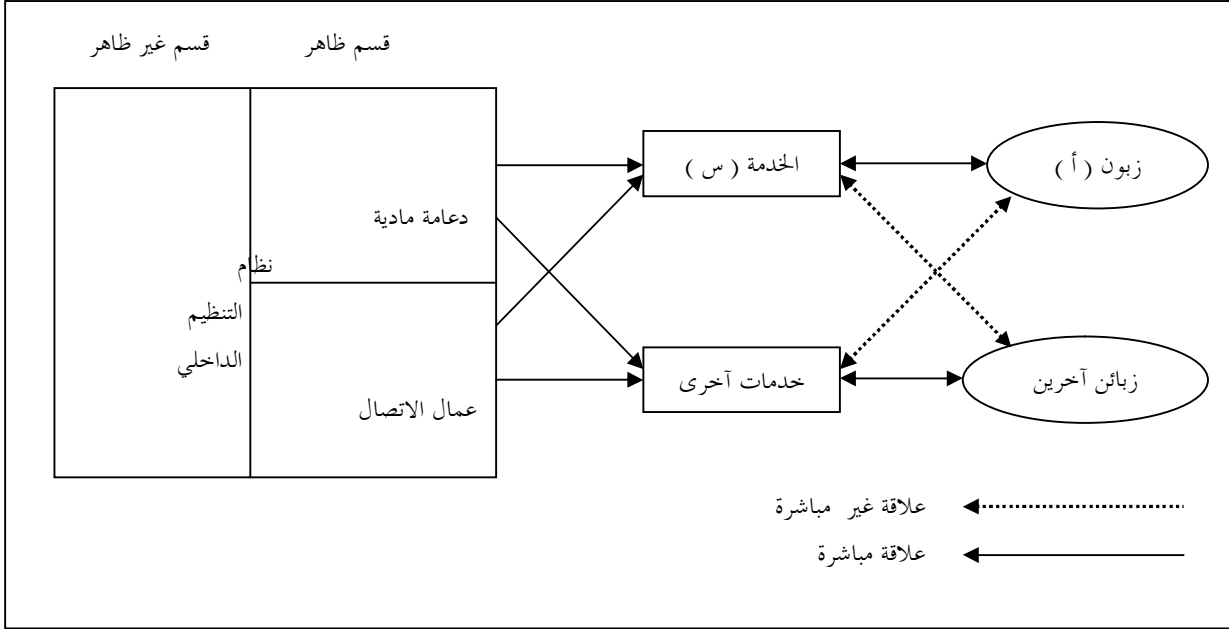 قسم ظاهر
قسم غير ظاهر
زبون ( أ )
الخدمة ( س )
دعامة مادية
نظام
التنظيم
الداخلي
زبائن آخرين
خدمات آخرى
عمال الاتصال
علاقة غير مباشرة
علاقة مباشرة